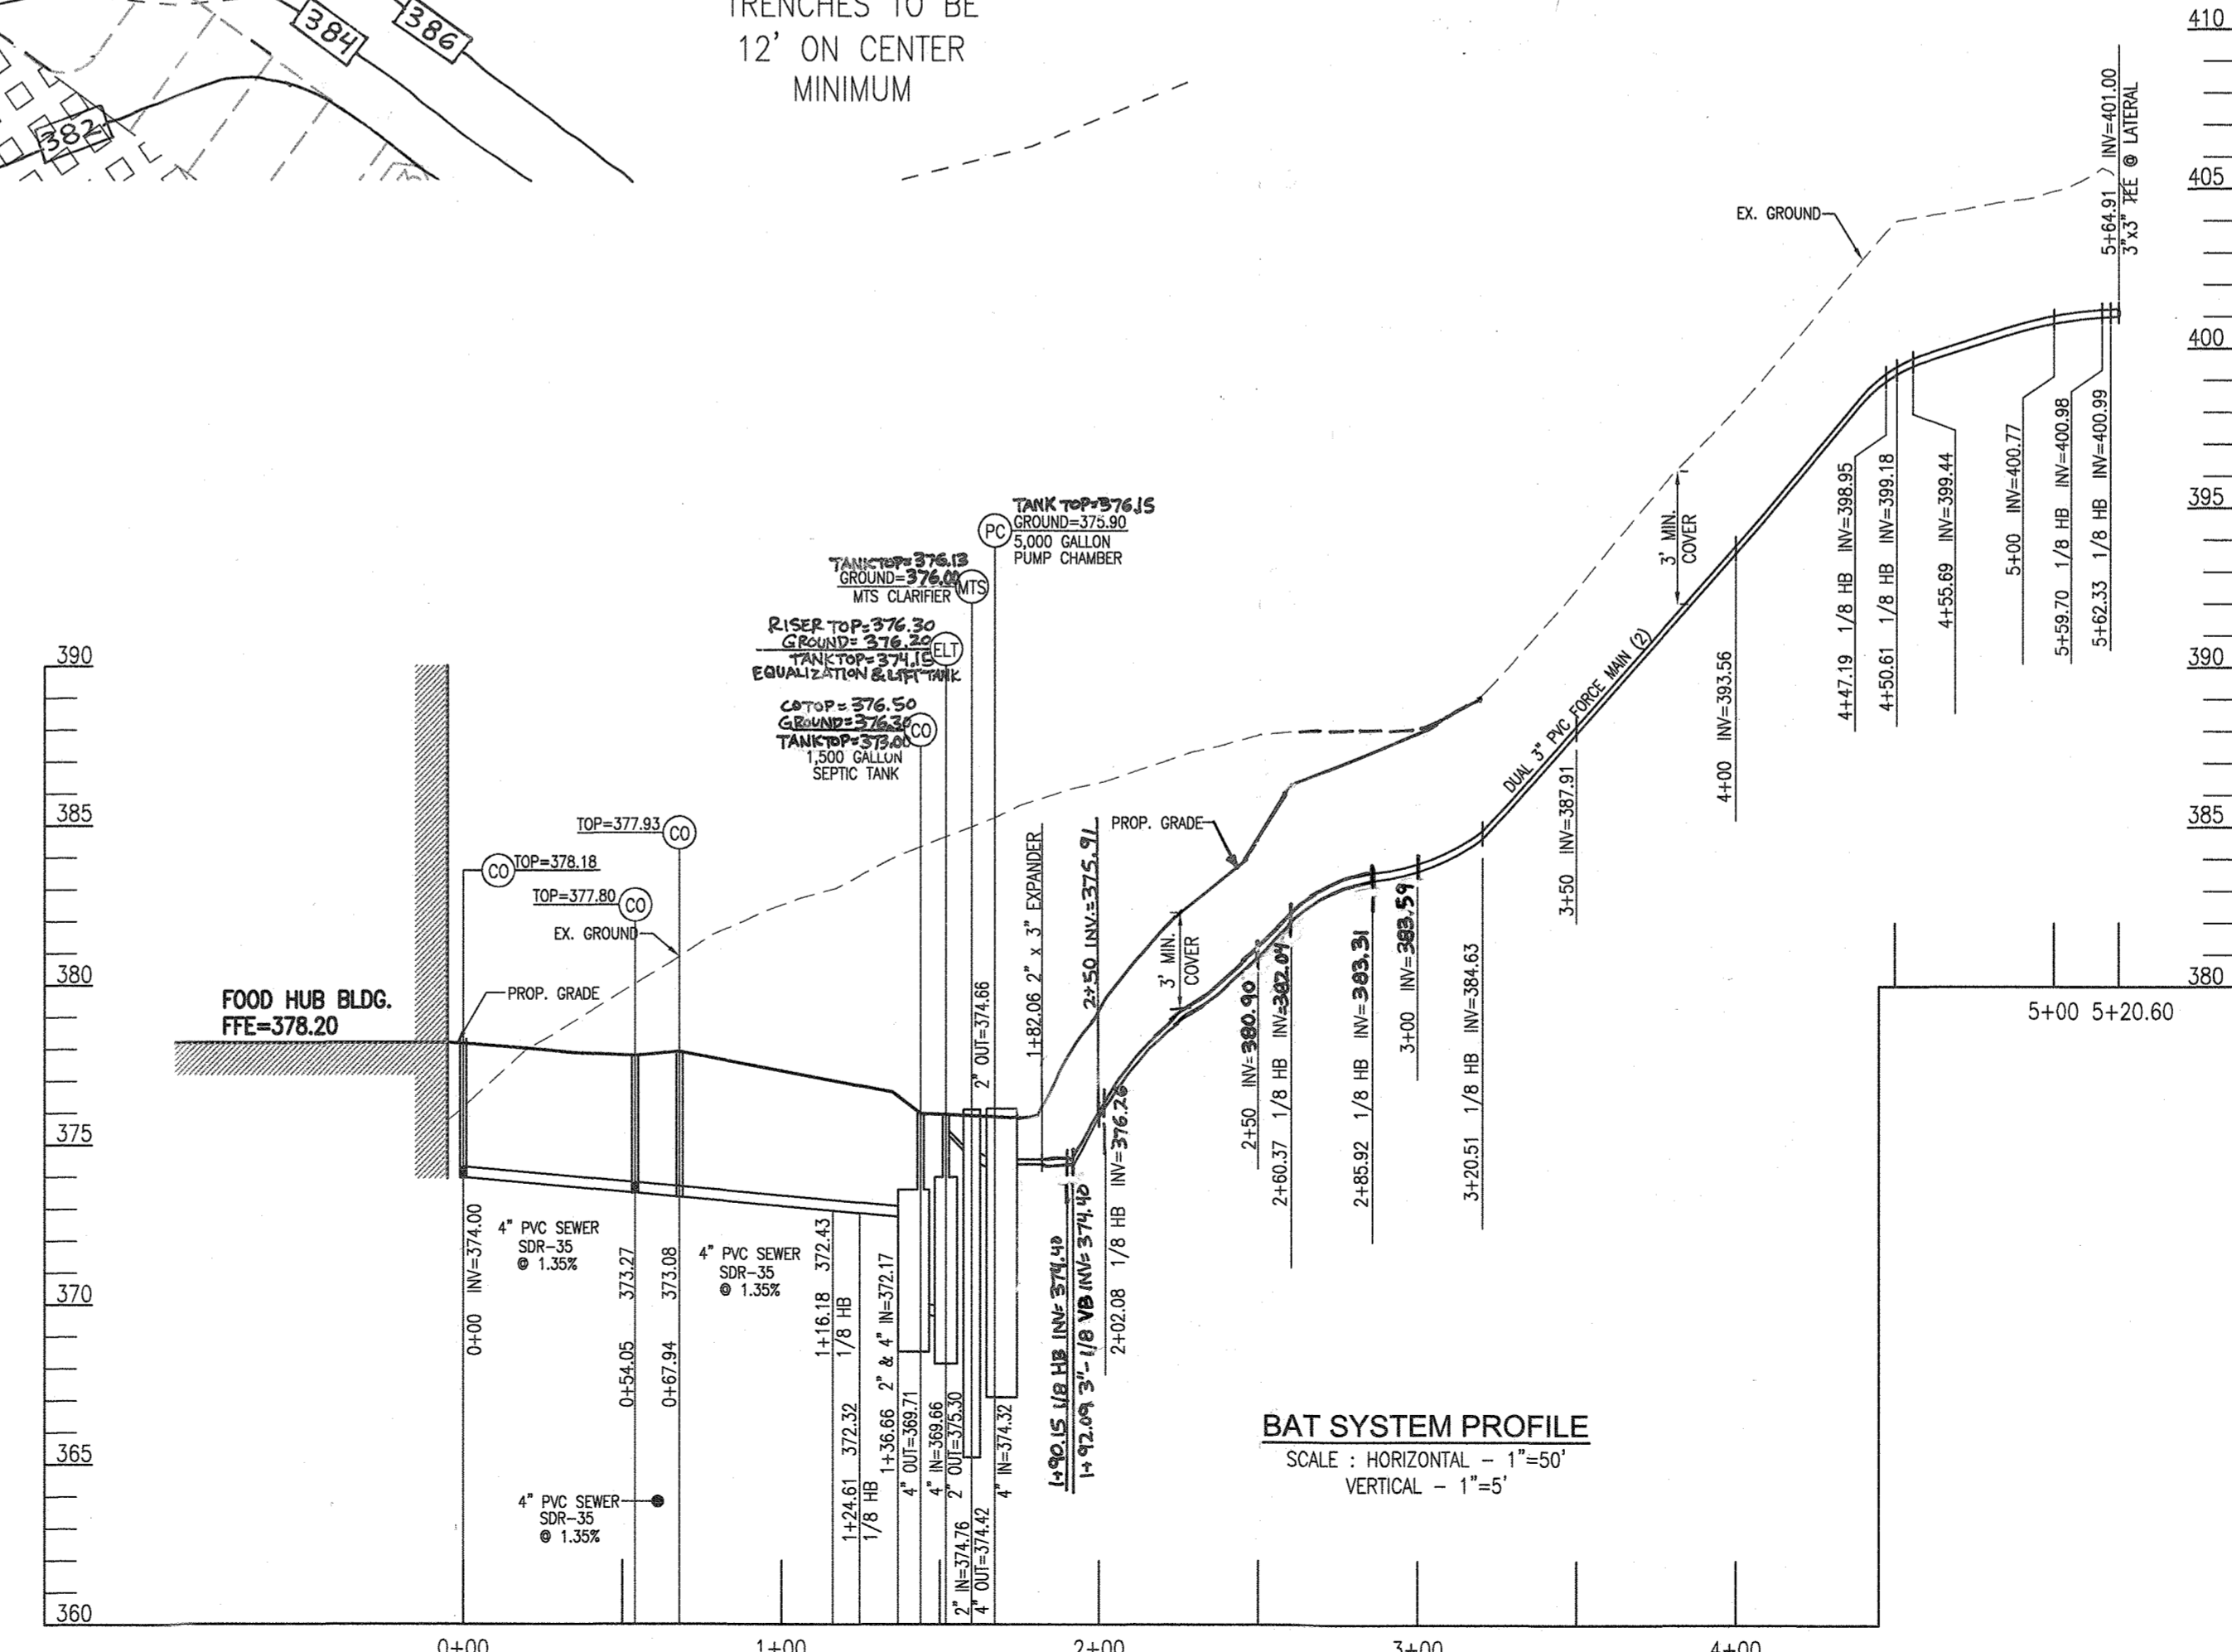 TRENCHES TO BE
12' ON CENTER
MINIMUM
384
386
382
410
405
400
395
390
385
380
5+64.91 INV=401.00
3"x3" TEE @ LATERAL
EX. GROUND
TANK TOP=376.15
PC
GROUND=375.90
5,000 GALLON
PUMP CHAMBER
TANKTOP=376.13
GROUND=376.00
MTS
MTS CLARIFIER
RISER TOP=376.30
GROUND=376.20
ELT
TANKTOP=374.15
EQUALIZATION & LIFT TANK
COTOP=376.50
GROUND=376.30
CO
TANKTOP=373.00
1,500 GALLON
SEPTIC TANK
3' MIN.
COVER
DUAL 3" PVC FORCE MAIN (2)
4+47.19 1/8 HB INV=398.95
4+50.61 1/8 HB INV=399.18
4+55.69 INV=399.44
5+00 INV=400.77
5+59.70 1/8 HB INV=400.98
5+62.33 1/8 HB INV=400.99
4+00 INV=393.56
3+50 INV=387.91
390
385
380
375
370
365
360
TOP=377.93
CO
CO
TOP=378.18
TOP=377.80
CO
EX. GROUND
PROP. GRADE
FOOD HUB BLDG.
FFE=378.20
PROP. GRADE
1+82.06 2" x 3" EXPANDER
2+50 INV.=375.91
3' MIN.
COVER
2" OUT=374.66
0+00 INV=374.00
4" PVC SEWER
SDR-35
@ 1.35%
0+54.05 373.27
0+67.94 373.08
4" PVC SEWER
SDR-35
@ 1.35%
1+16.18 372.43
1/8 HB
1+24.61 372.32
1/8 HB
1+36.66 2" & 4" IN=372.17
4" OUT=369.71
4" IN=369.66
2" OUT=375.30
2" IN=374.76
4" OUT=374.42
4" IN=374.32
1+90.15 1/8 HB INV=374.40
1+92.09 3"-1/8 VB INV=374.40
2+02.08 1/8 HB INV=376.26
2+50 INV=380.90
2+60.37 1/8 HB INV=382.04
2+85.92 1/8 HB INV=383.31
3+00 INV=383.59
3+20.51 1/8 HB INV=384.63
5+00 5+20.60
4" PVC SEWER
SDR-35
@ 1.35%
BAT SYSTEM PROFILE
SCALE : HORIZONTAL - 1"=50'
VERTICAL - 1"=5'
0+00 1+00 2+00 3+00 4+00